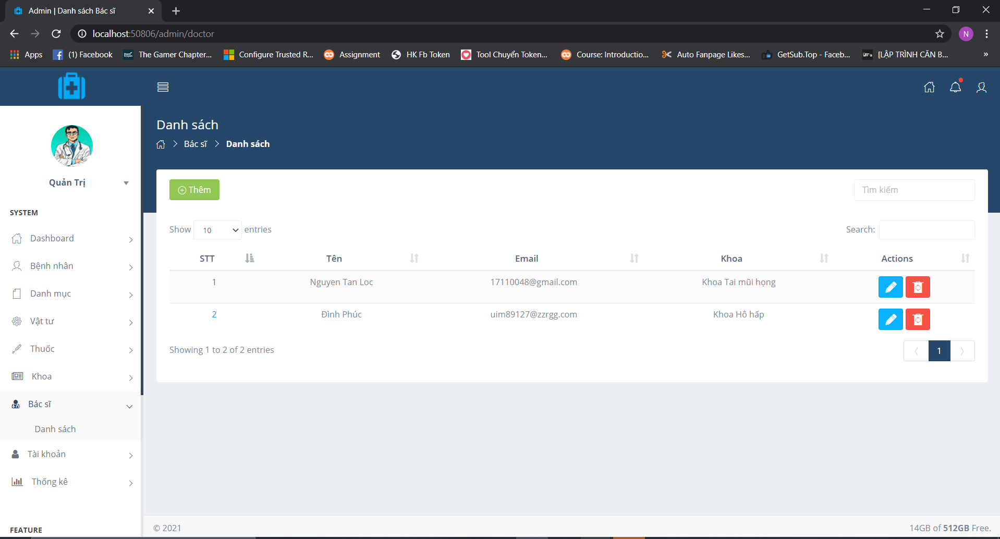 Admin | Danh sách Bác sĩ
localhost:50806/admin/doctor
N
Apps
(1) Facebook
The Gamer Chapter...
Configure Trusted R...
Assignment
HK Fb Token
Tool Chuyển Token...
Course: Introductio...
Auto Fanpage Likes...
GetSub.Top - Faceb...
[LẬP TRÌNH CĂN B...
»
Danh sách
Bác sĩ > Danh sách
Quản Trị
SYSTEM
Dashboard
Bệnh nhân
Danh mục
Vật tư
Thuốc
Khoa
Bác sĩ
Danh sách
Tài khoản
Thống kê
FEATURE
Thêm
Tìm kiếm
Show 10 entries
Search:
STT Tên Email Khoa Actions
1 Nguyen Tan Loc 17110048@gmail.com Khoa Tai mũi họng
2 Đình Phúc uim89127@zzrgg.com Khoa Hô hấp
Showing 1 to 2 of 2 entries
1
© 2021
14GB of 512GB Free.